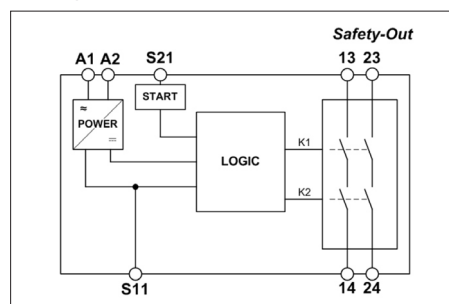 Safety-Out
A1 A2 S21 13 23
START
≂
POWER
⎓
LOGIC
K1
K2
S11 14 24